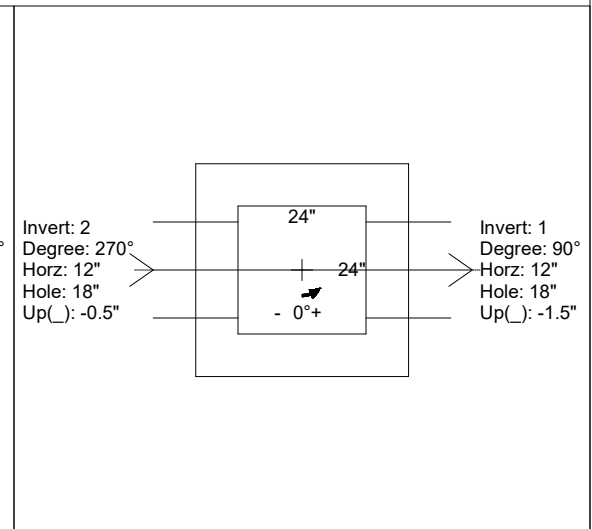 °
Invert: 2
Degree: 270°
Horz: 12"
Hole: 18"
Up(_): -0.5"
24"
24"
- 0°+
Invert: 1
Degree: 90°
Horz: 12"
Hole: 18"
Up(_): -1.5"